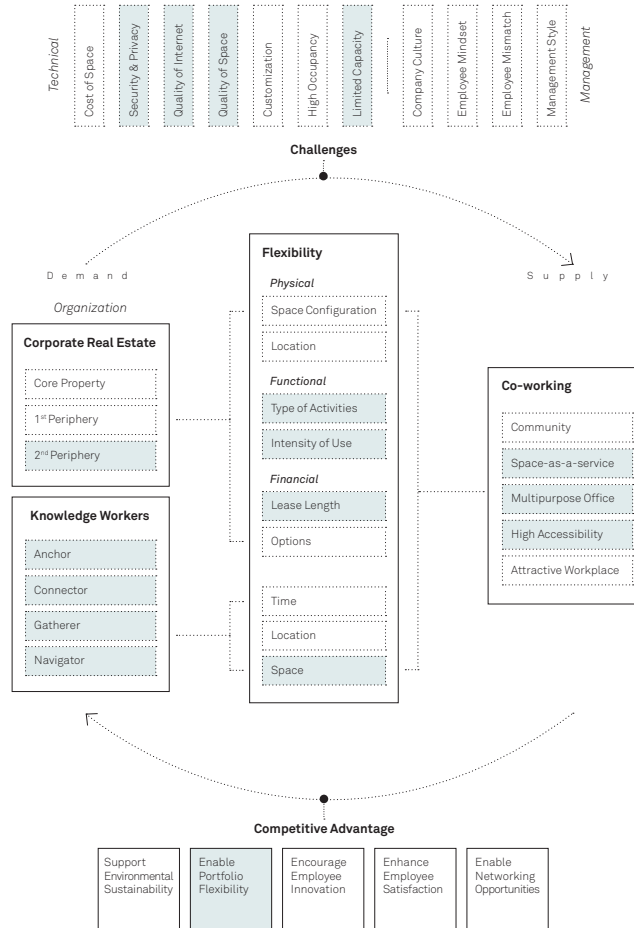 Technical
Cost of Space
Security & Privacy
Quality of Internet
Quality of Space
Customization
High Occupancy
Limited Capacity
Company Culture
Employee Mindset
Employee Mismatch
Management Style
Management
Challenges
Demand
Supply
Organization
Corporate Real Estate
Core Property
1st Periphery
2nd Periphery
Knowledge Workers
Anchor
Connector
Gatherer
Navigator
Flexibility
Physical
Space Configuration
Location
Functional
Type of Activities
Intensity of Use
Financial
Lease Length
Options
Time
Location
Space
Co-working
Community
Space-as-a-service
Multipurpose Office
High Accessibility
Attractive Workplace
Competitive Advantage
Support
Environmental
Sustainability
Enable
Portfolio
Flexibility
Encourage
Employee
Innovation
Enhance
Employee
Satisfaction
Enable
Networking
Opportunities